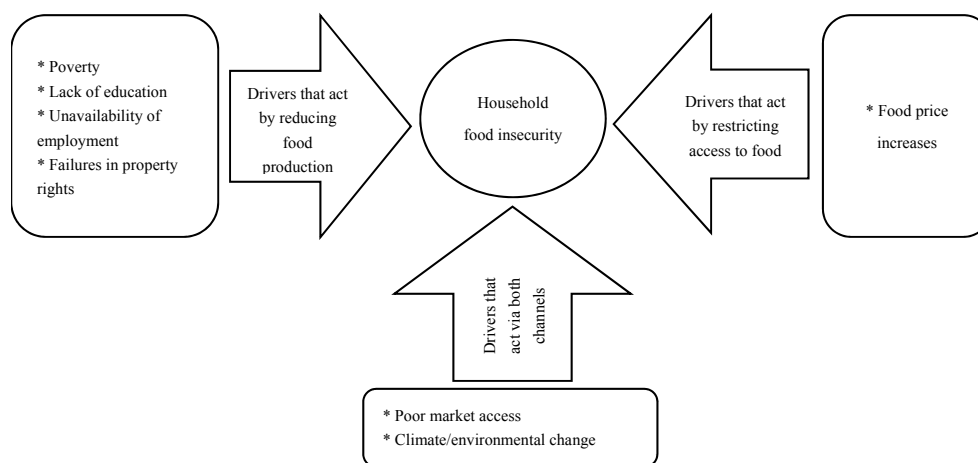 * Poverty
* Lack of education
* Unavailability of
employment
* Failures in property
rights
Drivers that act
by reducing
food
production
Household
food insecurity
Drivers that act
by restricting
access to food
* Food price
increases
Drivers that
act via both
channels
* Poor market access
* Climate/environmental change